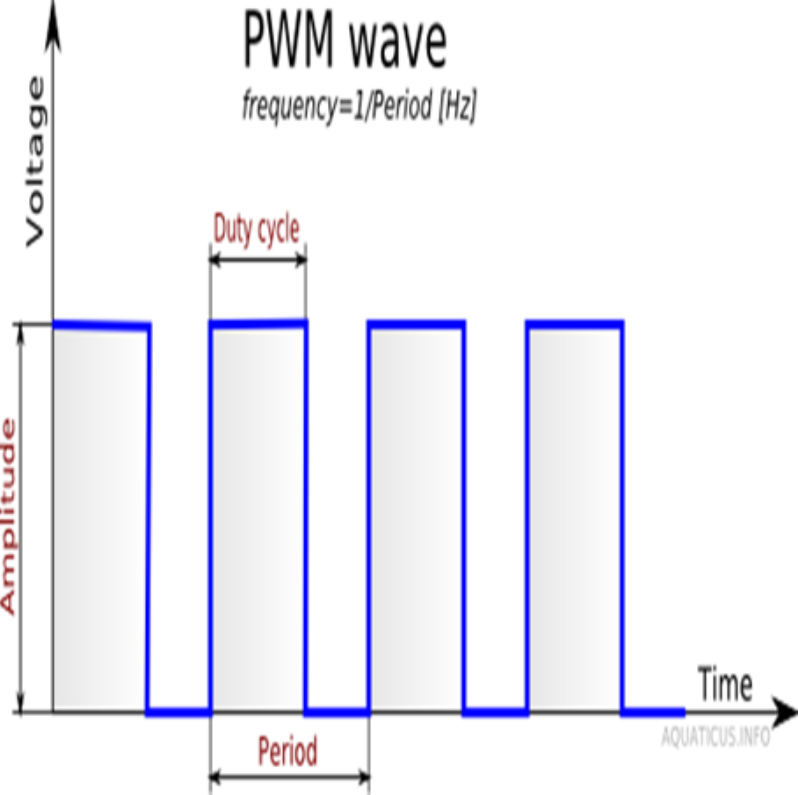 PWM wave
frequency=1/Period [Hz]
Voltage
Duty cycle
Amplitude
Time
AQUATICUS.INFO
Period